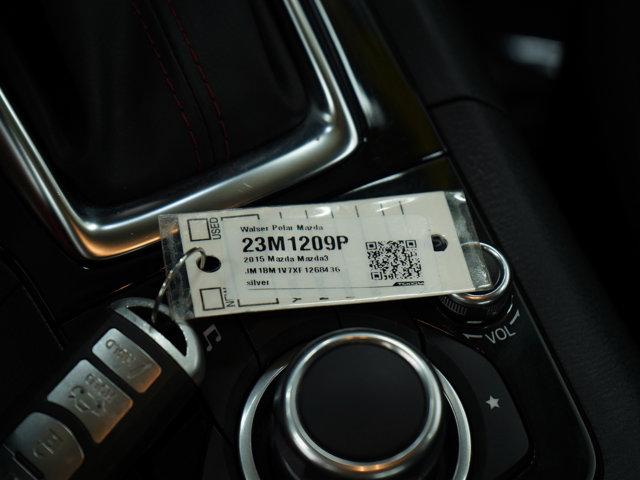 USED
Walser Polar Mazda
23M1209P
2015 Mazda Mazda3
JM1BM1V7XF1268436
silver
VOL